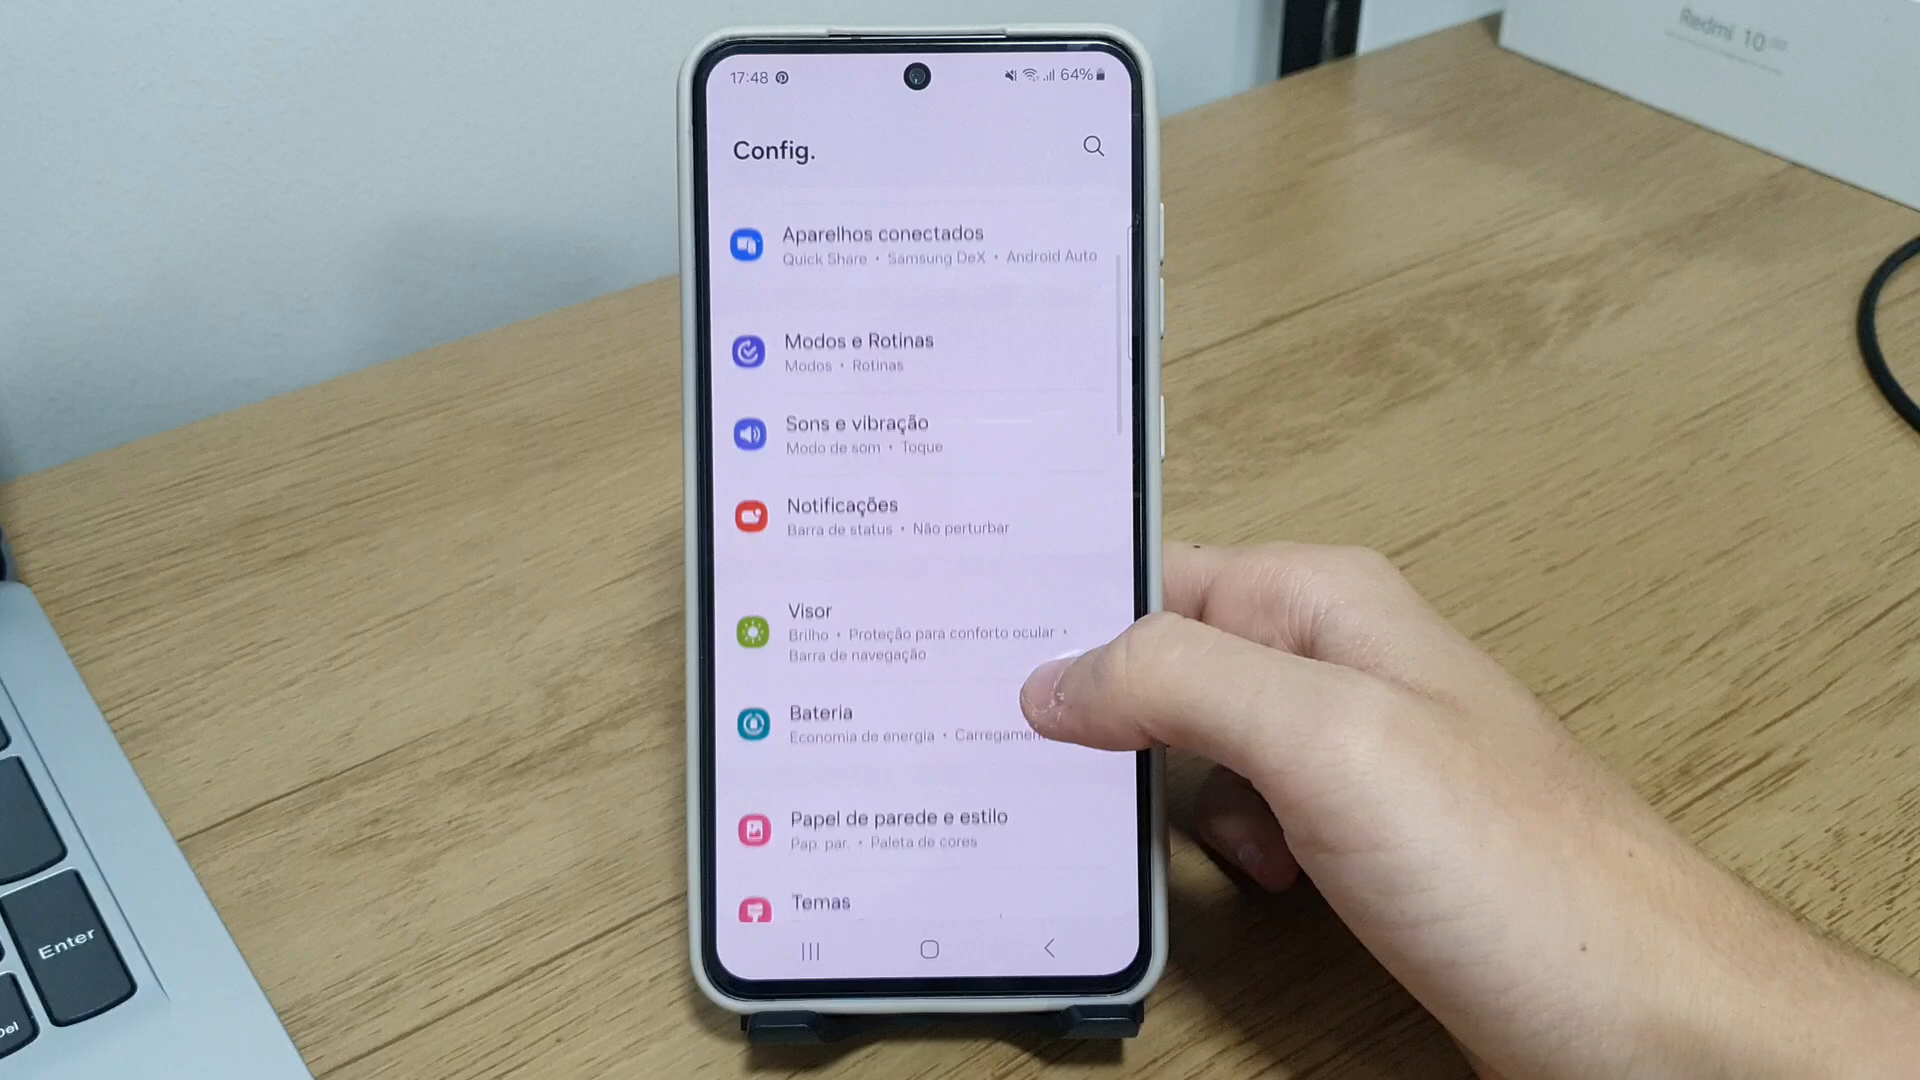 Redmi 10
17:48
64%
Config.
Aparelhos conectados
Quick Share • Samsung DeX • Android Auto
Modos e Rotinas
Modos • Rotinas
Sons e vibração
Modo de som • Toque
Notificações
Barra de status • Não perturbar
Visor
Brilho • Proteção para conforto ocular •
Barra de navegação
Bateria
Economia de energia •
Papel de parede e estilo
Pap. par. • Paleta de cores
Temas
Enter
Del